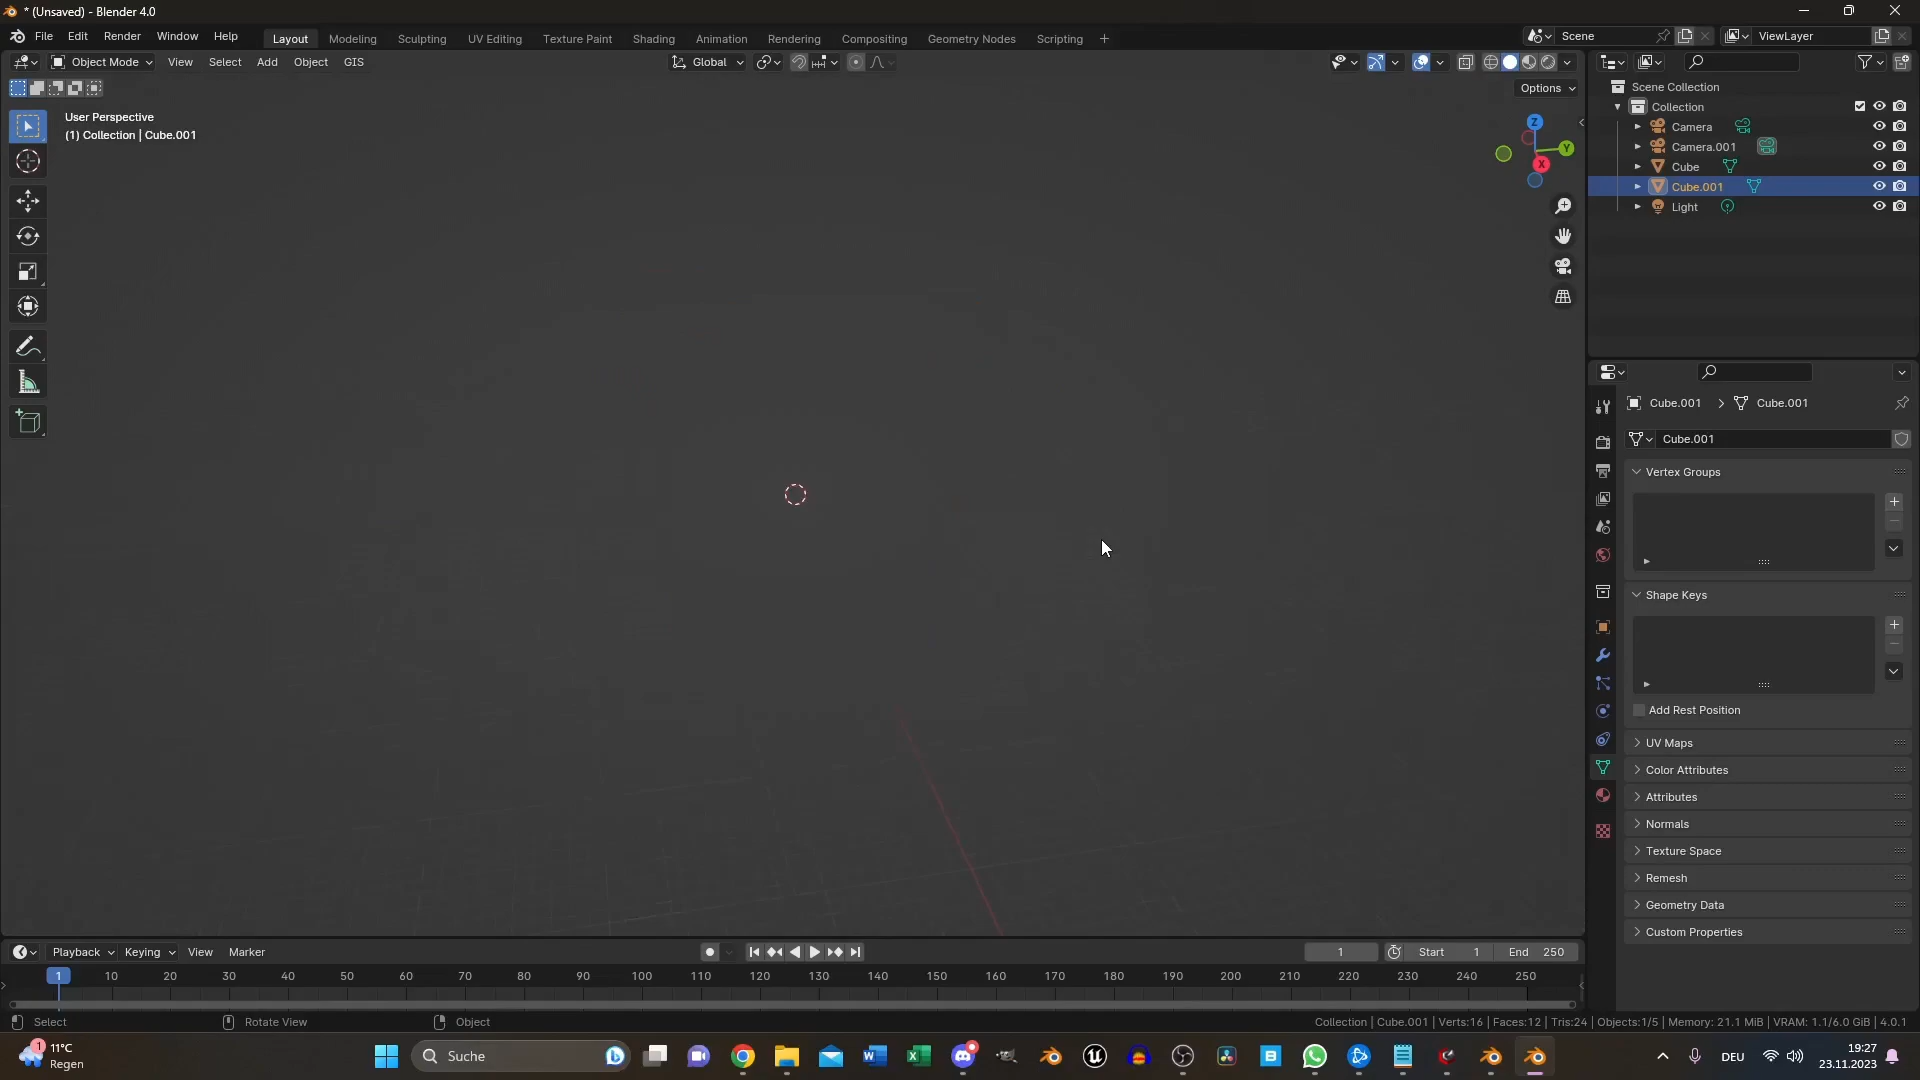 * (Unsaved) - Blender 4.0
File Edit Render Window Help Layout Modeling Sculpting UV Editing Texture Paint Shading Animation Rendering Compositing Geometry Nodes Scripting + Scene ViewLayer
Object Mode View Select Add Object GIS Global
Options
User Perspective
(1) Collection | Cube.001
Z
Y
X
Scene Collection
Collection
Camera
Camera.001
Cube
Cube.001
Light
Cube.001 > Cube.001
Cube.001
Vertex Groups
Shape Keys
Add Rest Position
UV Maps
Color Attributes
Attributes
Normals
Texture Space
Remesh
Geometry Data
Custom Properties
Playback Keying View Marker 1 Start 1 End 250
1 10 20 30 40 50 60 70 80 90 100 110 120 130 140 150 160 170 180 190 200 210 220 230 240 250
Select Rotate View Object Collection | Cube.001 | Verts:16 | Faces:12 | Tris:24 | Objects:1/5 | Memory: 21.1 MiB | VRAM: 1.1/6.0 GiB | 4.0.1
1
11°C
Regen
Suche
DEU
19:27
23.11.2023